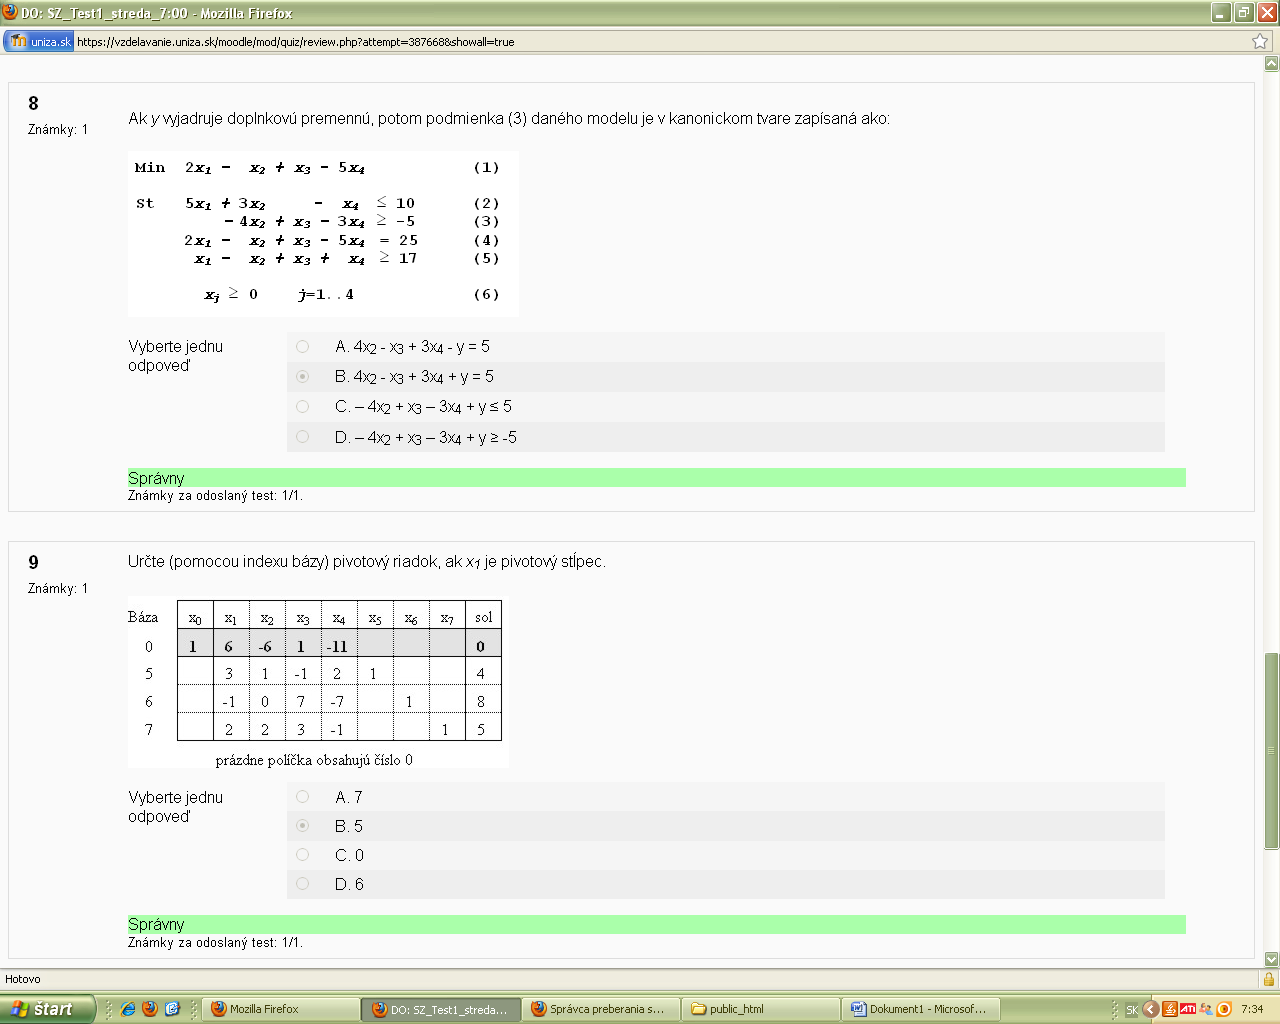 DO: SZ_Test1_streda_7:00 - Mozilla Firefox
uniza.sk https://vzdelavanie.uniza.sk/moodle/mod/quiz/review.php?attempt=387668&showall=true
8
Známky: 1
Ak y vyjadruje doplnkovú premennú, potom podmienka (3) daného modelu je v kanonickom tvare zapísaná ako:
Min 2x1 - x2 + x3 - 5x4 (1)
St 5x1 + 3x2 - x4 ≤ 10 (2)
- 4x2 + x3 - 3x4 ≥ -5 (3)
2x1 - x2 + x3 - 5x4 = 25 (4)
x1 - x2 + x3 + x4 ≥ 17 (5)
xj ≥ 0 j=1..4 (6)
Vyberte jednu odpoveď
A. 4x2 - x3 + 3x4 - y = 5
B. 4x2 - x3 + 3x4 + y = 5
C. – 4x2 + x3 – 3x4 + y ≤ 5
D. – 4x2 + x3 – 3x4 + y ≥ -5
Správny
Známky za odoslaný test: 1/1.
9
Známky: 1
Určte (pomocou indexu bázy) pivotový riadok, ak x1 je pivotový stĺpec.
Báza x0 x1 x2 x3 x4 x5 x6 x7 sol
0 1 6 -6 1 -11 0
5 3 1 -1 2 1 4
6 -1 0 7 -7 1 8
7 2 2 3 -1 1 5
prázdne políčka obsahujú číslo 0
Vyberte jednu odpoveď
A. 7
B. 5
C. 0
D. 6
Správny
Známky za odoslaný test: 1/1.
Hotovo
štart Mozilla Firefox DO: SZ_Test1_streda... Správca preberania s... public_html Dokument1 - Microsof... SK ATI 7:34